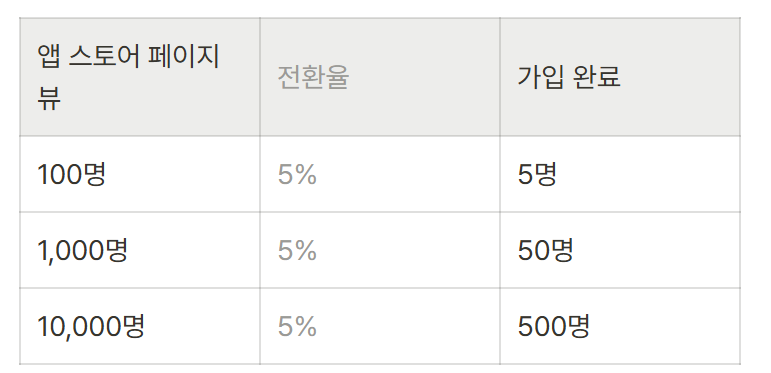 앱 스토어 페이지
뷰
전환율
가입 완료
100명
5%
5명
1,000명
5%
50명
10,000명
5%
500명